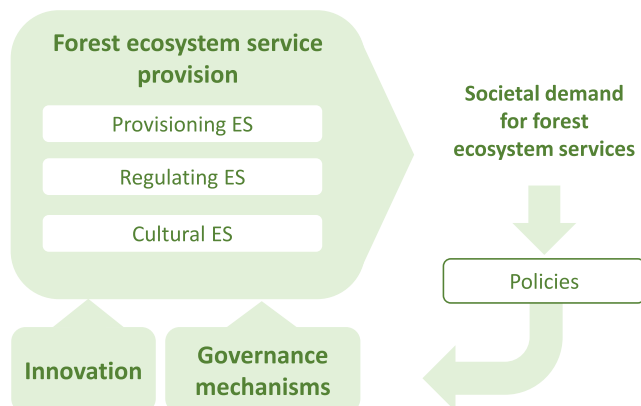 Forest ecosystem service
provision
Provisioning ES
Regulating ES
Cultural ES
Societal demand
for forest
ecosystem services
Policies
Innovation
Governance
mechanisms